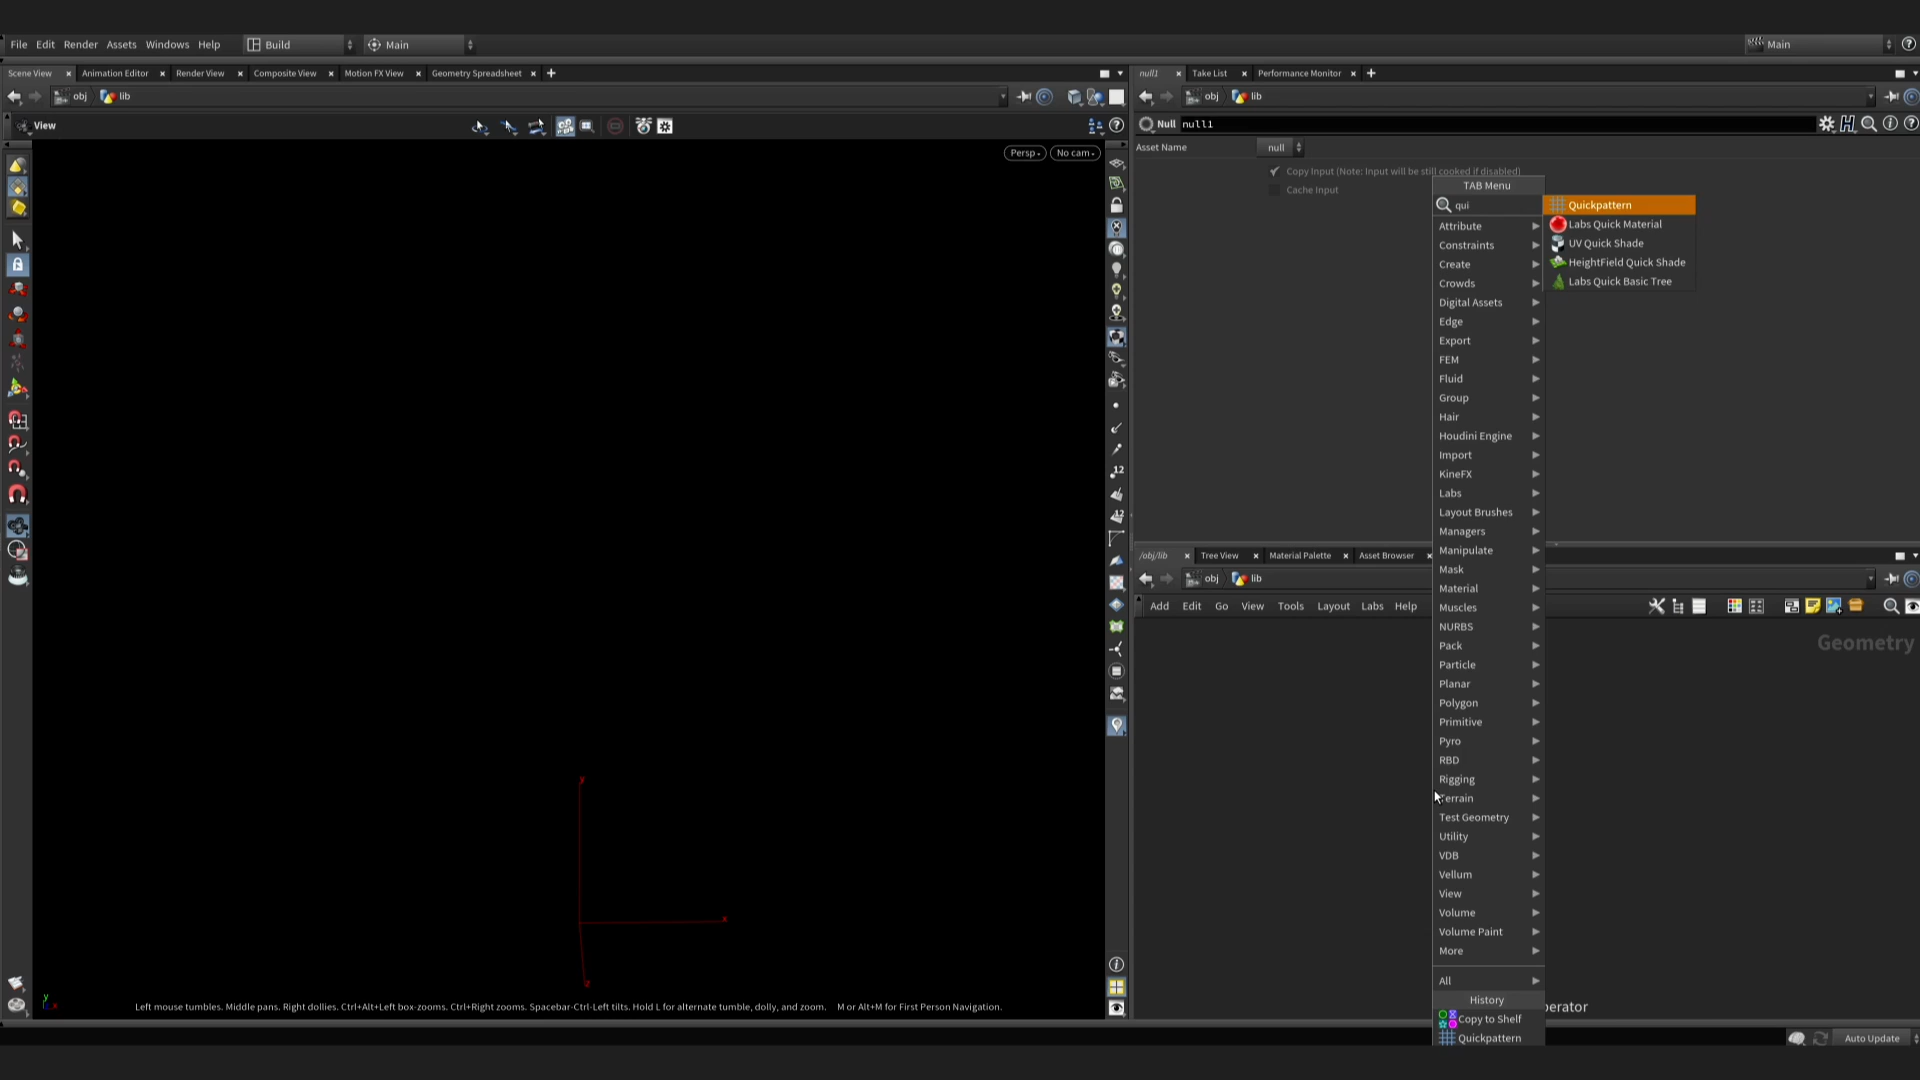 File Edit Render Assets Windows Help Build Main Main
Scene View Animation Editor Render View Composite View Motion FX View Geometry Spreadsheet
obj lib
View
Persp No cam
12
12
y
x
z
y
x
Left mouse tumbles. Middle pans. Right dollies. Ctrl+Alt+Left box-zooms. Ctrl+Right zooms. Spacebar-Ctrl-Left tilts. Hold L for alternate tumble, dolly, and zoom. M or Alt+M for First Person Navigation.
null1 Take List Performance Monitor
obj lib
Null null1
Asset Name null
Copy Input (Note: Input will be still cooked if disabled)
Cache Input
TAB Menu
qui
Attribute
Constraints
Create
Crowds
Digital Assets
Edge
Export
FEM
Fluid
Group
Hair
Houdini Engine
Import
KineFX
Labs
Layout Brushes
Managers
Manipulate
Mask
Material
Muscles
NURBS
Pack
Particle
Planar
Polygon
Primitive
Pyro
RBD
Rigging
Terrain
Test Geometry
Utility
VDB
Vellum
View
Volume
Volume Paint
More
All
History
Copy to Shelf
Quickpattern
Quickpattern
Labs Quick Material
UV Quick Shade
HeightField Quick Shade
Labs Quick Basic Tree
/obj/lib Tree View Material Palette Asset Browser
obj lib
Add Edit Go View Tools Layout Labs Help
Geometry
perator
Auto Update